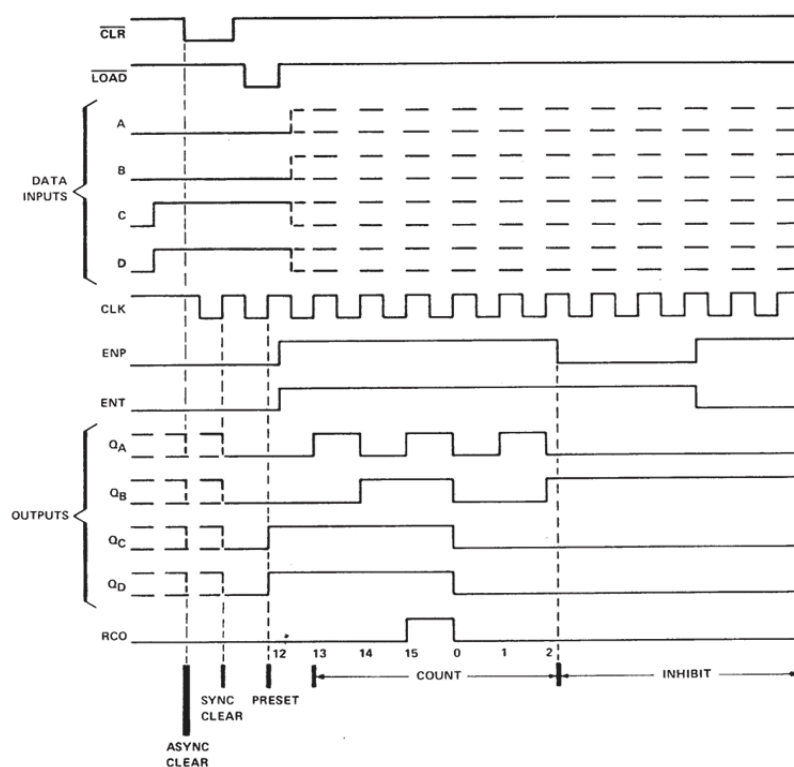 CLR
LOAD
A
B
DATA
INPUTS
C
D
CLK
ENP
ENT
QA
QB
OUTPUTS
QC
QD
RCO
12 13 14 15 0 1 2
SYNC
CLEAR
PRESET
COUNT
INHIBIT
ASYNC
CLEAR